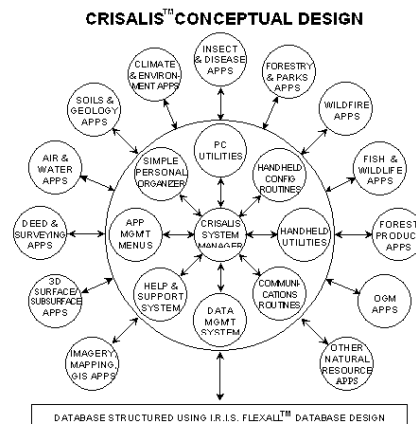 CRISALIS™ CONCEPTUAL DESIGN
INSECT
& DISEASE
APPS
CLIMATE
& ENVIRON-
MENT APPS
FORESTRY
& PARKS
APPS
SOILS &
GEOLOGY
APPS
WILDFIRE
APPS
AIR &
WATER
APPS
FISH &
WILDLIFE
APPS
DEED &
SURVEYING
APPS
FOREST
PRODUCT
APPS
3D
SURFACE/
SUBSURFACE
APPS
OGM
APPS
IMAGERY,
MAPPING,
GIS APPS
OTHER
NATURAL
RESOURCE
APPS
PC
UTILITIES
SIMPLE
PERSONAL
ORGANIZER
HANDHELD
CONFIG
ROUTINES
APP
MGMT
MENUS
CRISALIS
SYSTEM
MANAGER
HANDHELD
UTILITIES
HELP &
SUPPORT
SYSTEM
COMMUNI-
CATIONS
ROUTINES
DATA
MGMT
SYSTEM
DATABASE STRUCTURED USING I.R.I.S. FLEXALL™ DATABASE DESIGN